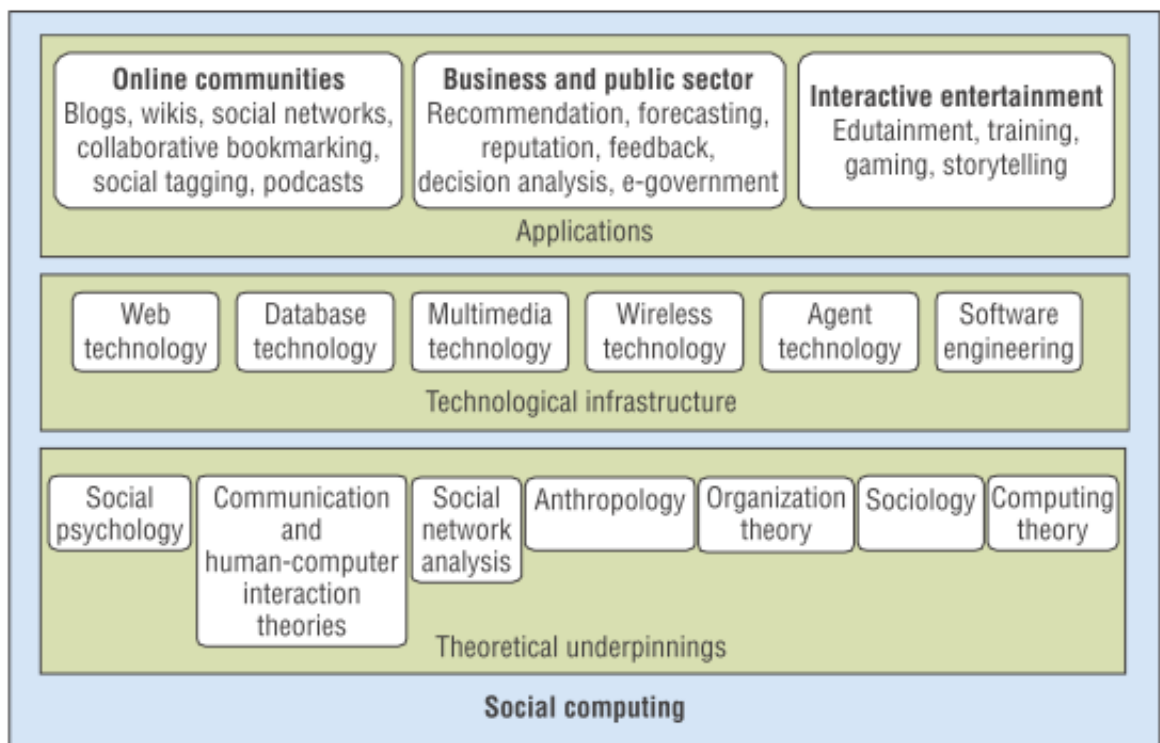 Online communities
Blogs, wikis, social networks,
collaborative bookmarking,
social tagging, podcasts
Business and public sector
Recommendation, forecasting,
reputation, feedback,
decision analysis, e-government
Interactive entertainment
Edutainment, training,
gaming, storytelling
Applications
Web
technology
Database
technology
Multimedia
technology
Wireless
technology
Agent
technology
Software
engineering
Technological infrastructure
Social
psychology
Communication
and
human-computer
interaction
theories
Social
network
analysis
Anthropology
Organization
theory
Sociology
Computing
theory
Theoretical underpinnings
Social computing